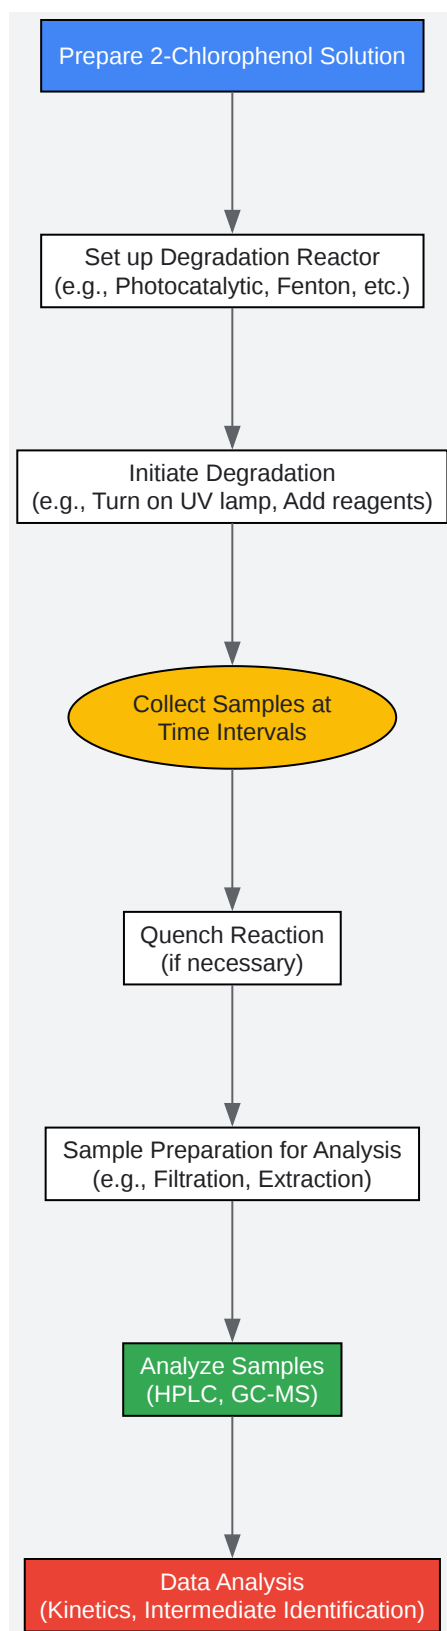 Prepare 2-Chlorophenol Solution
Set up Degradation Reactor
(e.g., Photocatalytic, Fenton, etc.)
Initiate Degradation
(e.g., Turn on UV lamp, Add reagents)
Collect Samples at
Time Intervals
Quench Reaction
(if necessary)
Sample Preparation for Analysis
(e.g., Filtration, Extraction)
Analyze Samples
(HPLC, GC-MS)
Data Analysis
(Kinetics, Intermediate Identification)